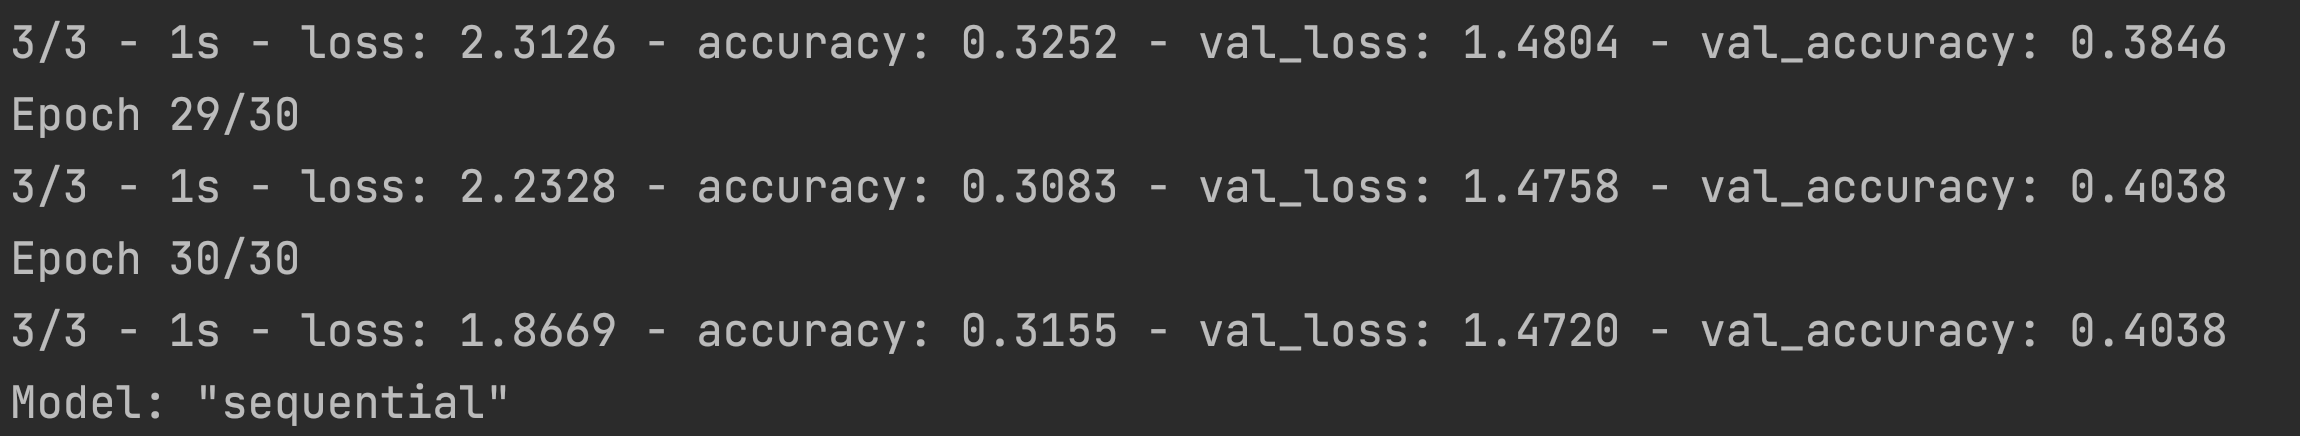 3/3 - 1s - loss: 2.3126 - accuracy: 0.3252 - val_loss: 1.4804 - val_accuracy: 0.3846
Epoch 29/30
3/3 - 1s - loss: 2.2328 - accuracy: 0.3083 - val_loss: 1.4758 - val_accuracy: 0.4038
Epoch 30/30
3/3 - 1s - loss: 1.8669 - accuracy: 0.3155 - val_loss: 1.4720 - val_accuracy: 0.4038
Model: "sequential"